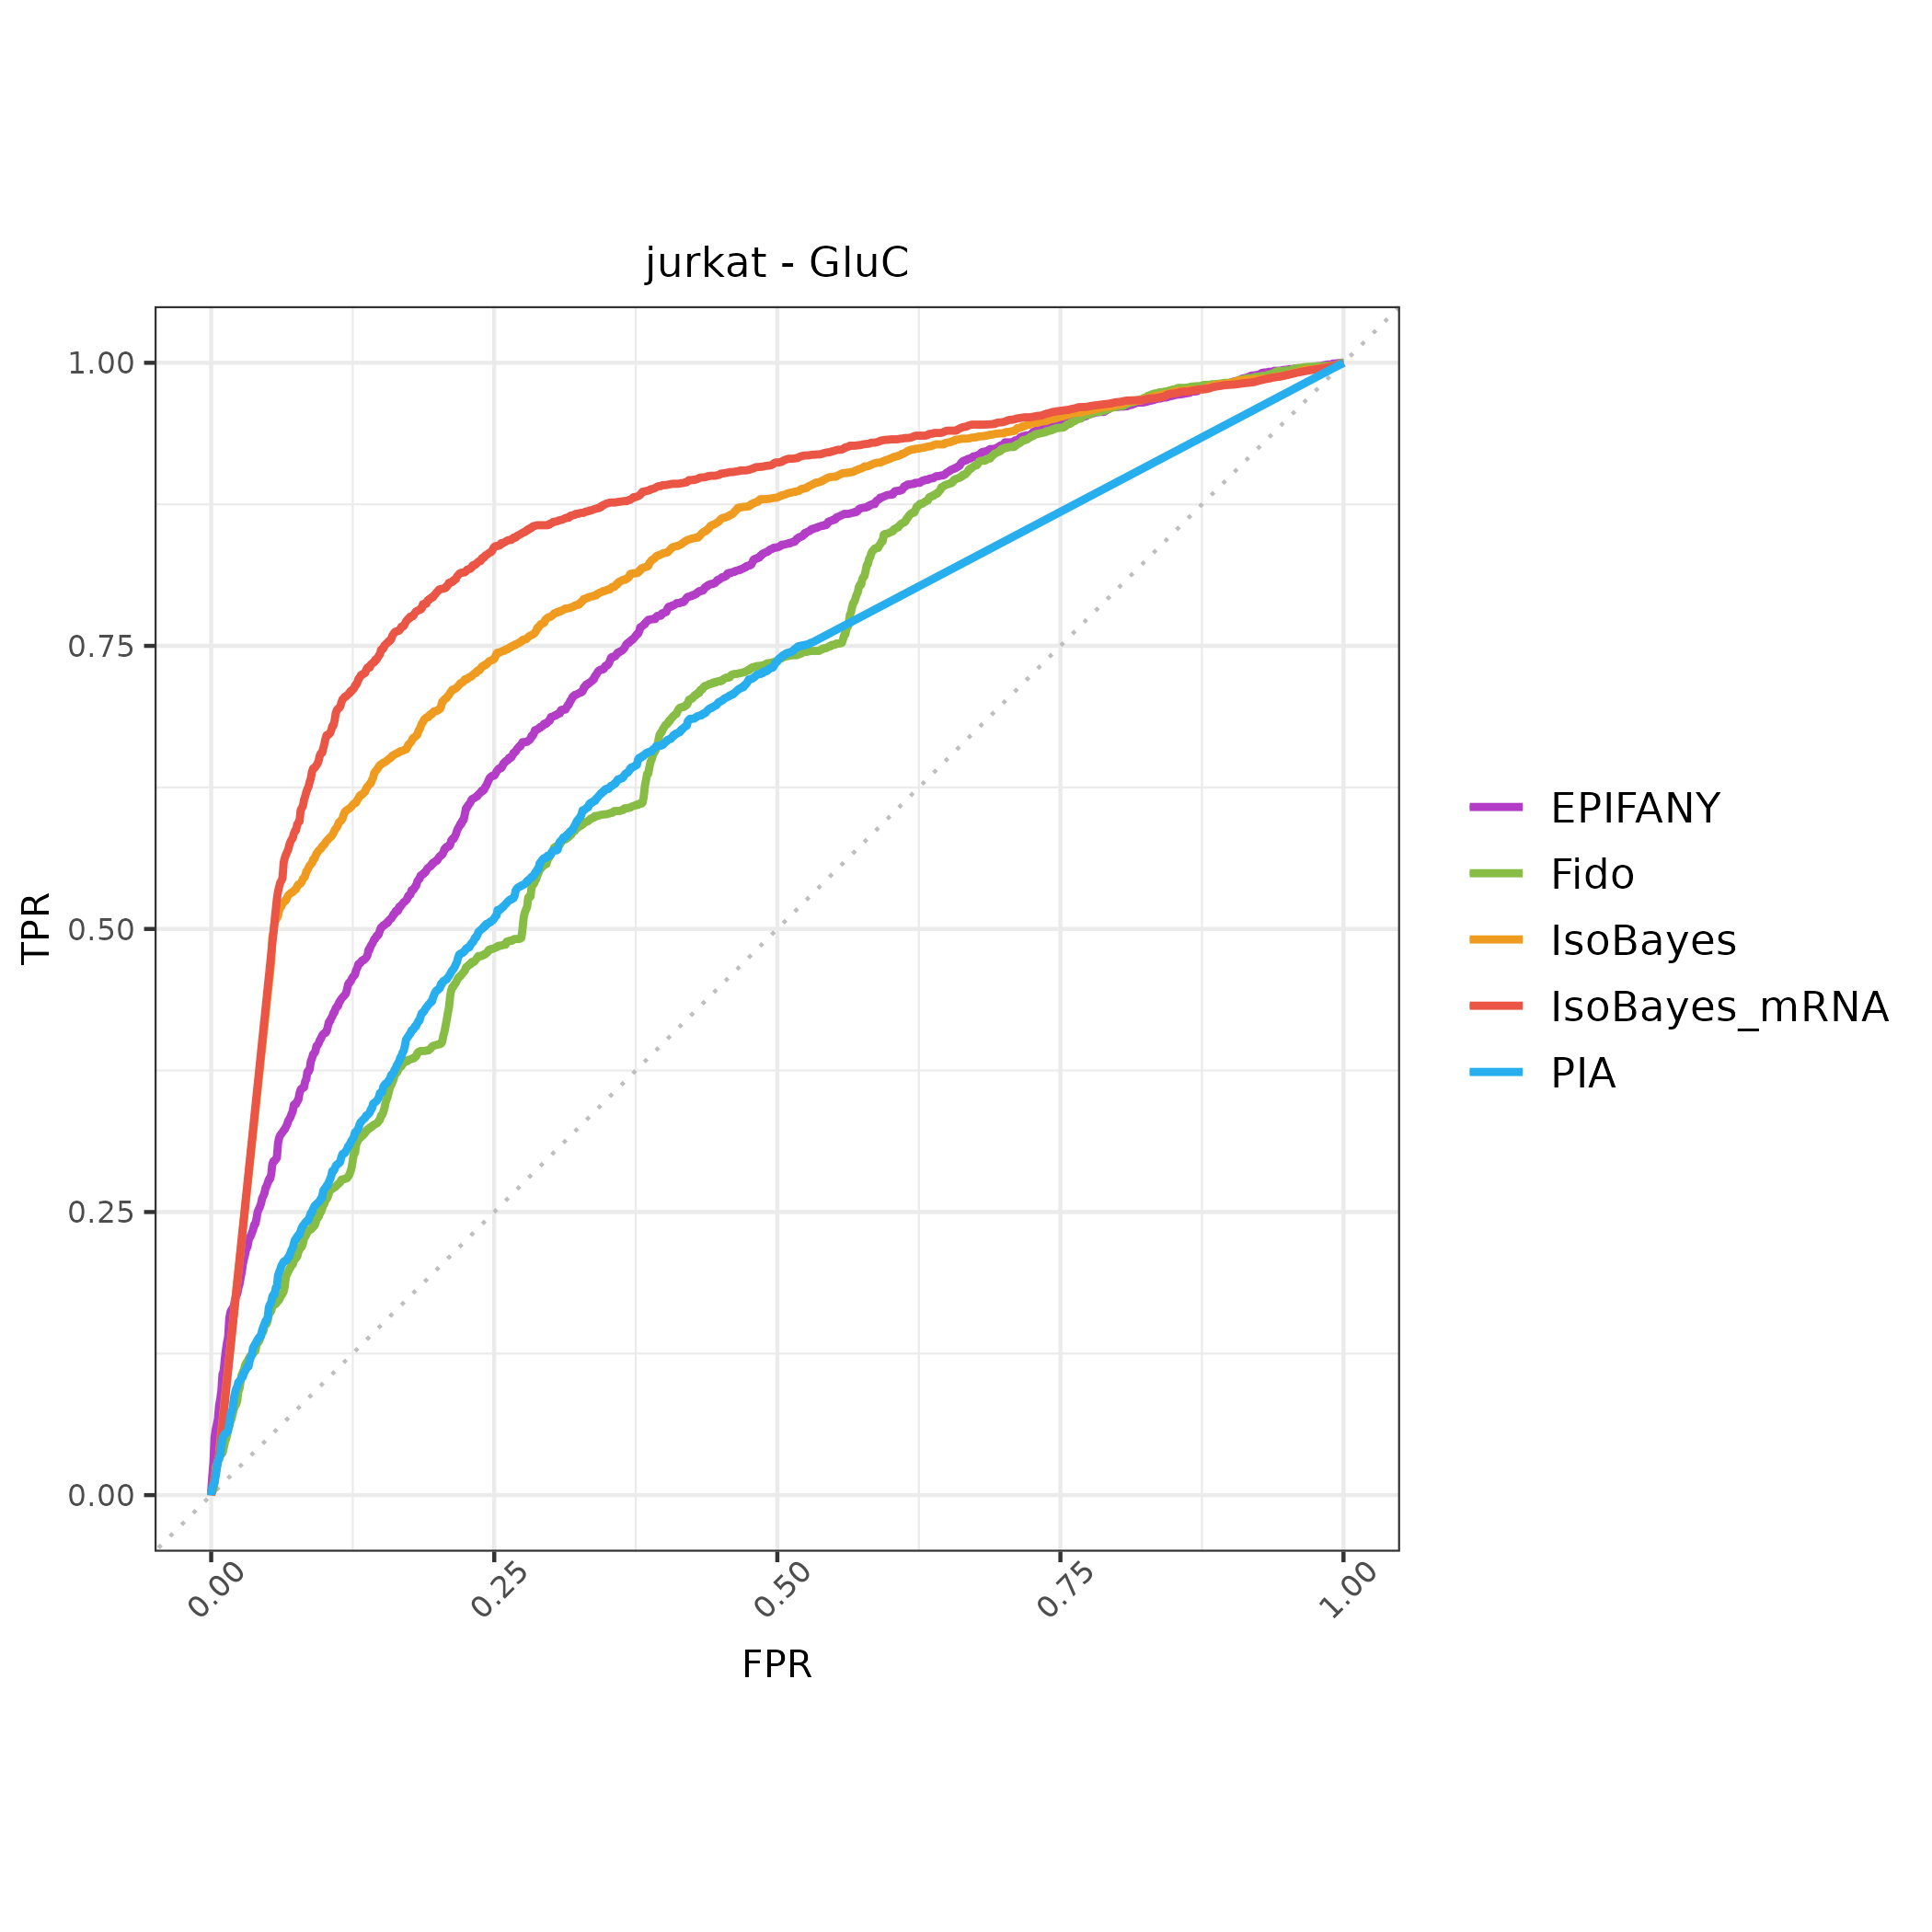 jurkat - GluC
1.00
0.75
0.50
0.25
0.00
TPR
0.00
0.25
0.50
0.75
1.00
FPR
EPIFANY
Fido
IsoBayes
IsoBayes_mRNA
PIA